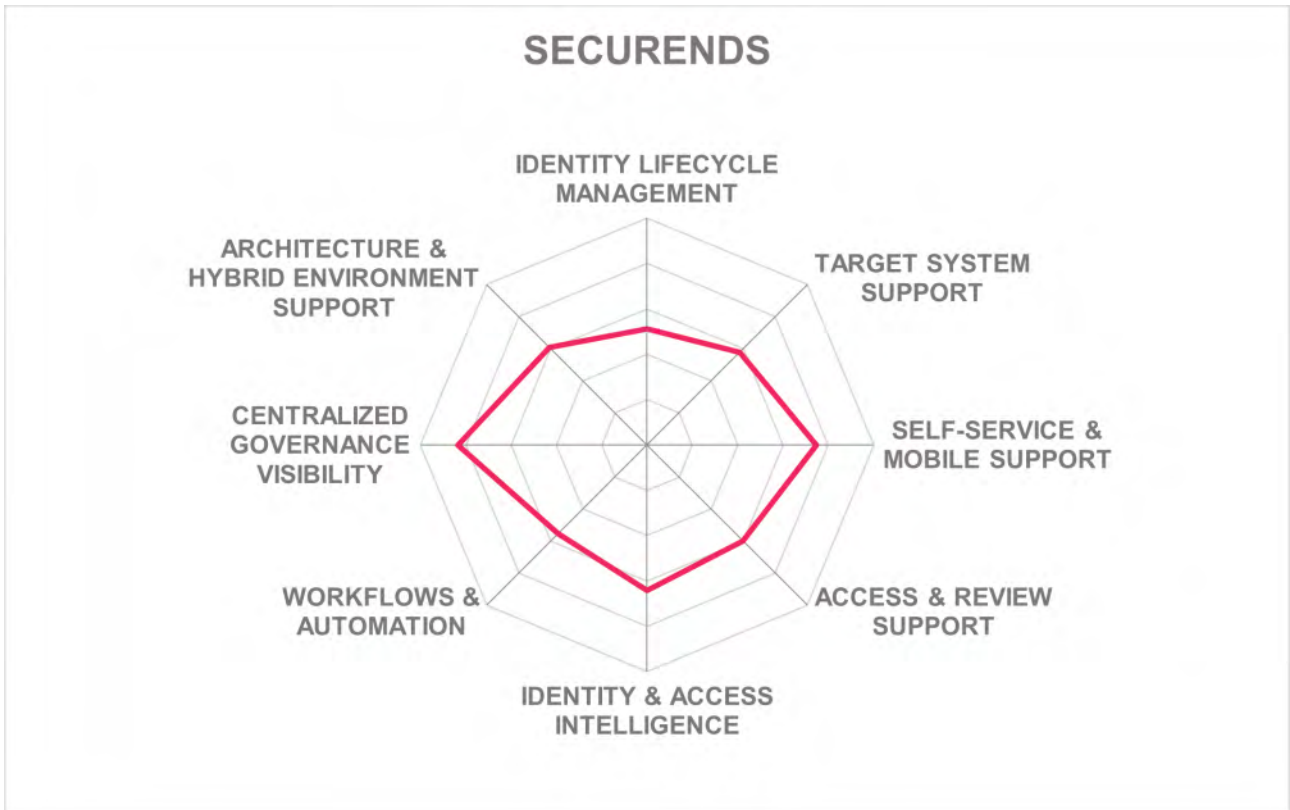 SECURENDS
IDENTITY LIFECYCLE
MANAGEMENT
ARCHITECTURE &
HYBRID ENVIRONMENT
SUPPORT
TARGET SYSTEM
SUPPORT
CENTRALIZED
GOVERNANCE
VISIBILITY
SELF-SERVICE &
MOBILE SUPPORT
WORKFLOWS &
AUTOMATION
ACCESS & REVIEW
SUPPORT
IDENTITY & ACCESS
INTELLIGENCE